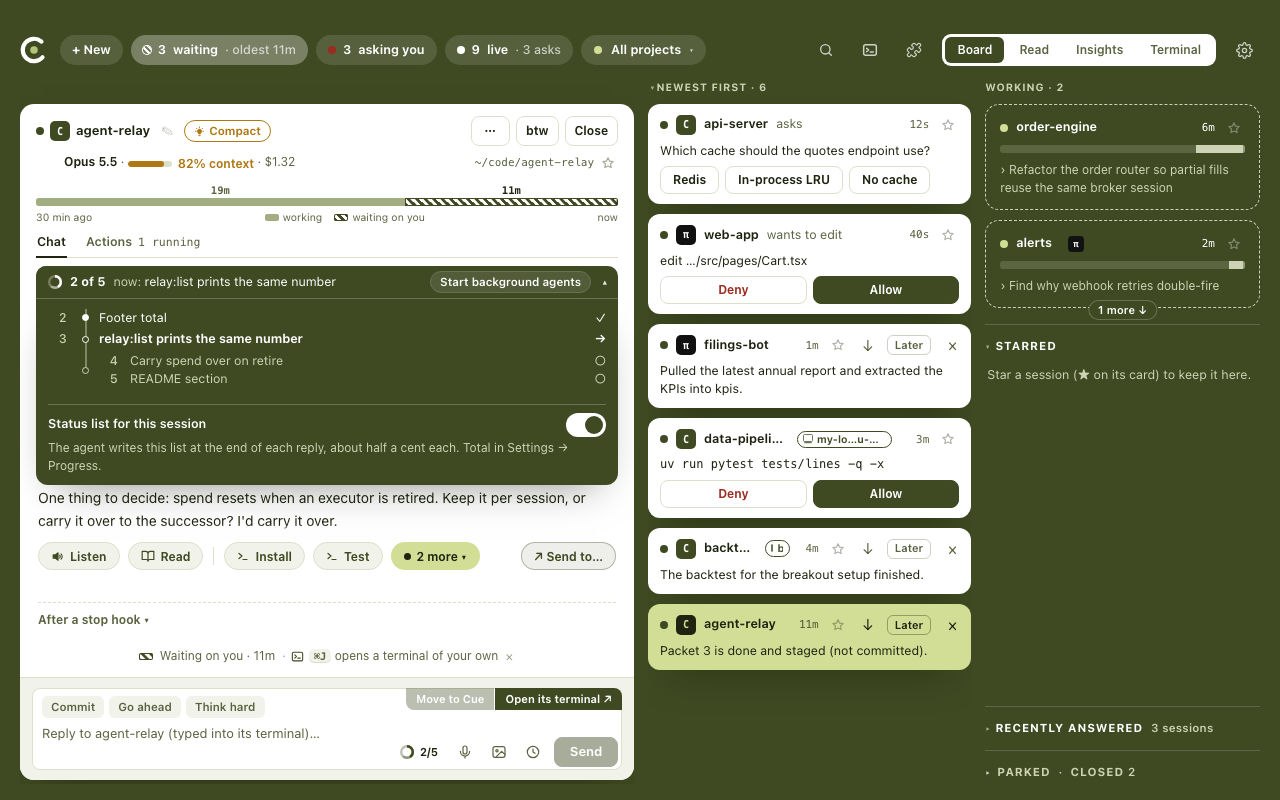 + New
3 waiting · oldest 11m
3 asking you
9 live · 3 asks
All projects
Board
Read
Insights
Terminal
C agent-relay
Compact
···
btw
Close
Opus 5.5 · 82% context · $1.32
~/code/agent-relay
19m
11m
30 min ago
working
waiting on you
now
Chat
Actions 1 running
2 of 5 now: relay:list prints the same number
Start background agents
2 Footer total
3 relay:list prints the same number
4 Carry spend over on retire
5 README section
Status list for this session
The agent writes this list at the end of each reply, about half a cent each. Total in Settings →
Progress.
One thing to decide: spend resets when an executor is retired. Keep it per session, or
carry it over to the successor? I'd carry it over.
Listen
Read
Install
Test
2 more
↗ Send to...
After a stop hook
Waiting on you · 11m · ⌘J opens a terminal of your own ×
Commit
Go ahead
Think hard
Move to Cue
Open its terminal ↗
Reply to agent-relay (typed into its terminal)...
2/5
Send
NEWEST FIRST · 6
C api-server asks 12s
Which cache should the quotes endpoint use?
Redis
In-process LRU
No cache
π web-app wants to edit 40s
edit …/src/pages/Cart.tsx
Deny
Allow
π filings-bot 1m
Later
Pulled the latest annual report and extracted the
KPIs into kpis.
C data-pipeli... my-lo...u-... 3m
uv run pytest tests/lines -q -x
Deny
Allow
C backt... 4m
Later
The backtest for the breakout setup finished.
C agent-relay 11m
Later
Packet 3 is done and staged (not committed).
WORKING · 2
order-engine 6m
› Refactor the order router so partial fills
reuse the same broker session
alerts π 2m
› Find why webhook retries double-fire
1 more ↓
STARRED
Star a session (★ on its card) to keep it here.
RECENTLY ANSWERED 3 sessions
PARKED · CLOSED 2